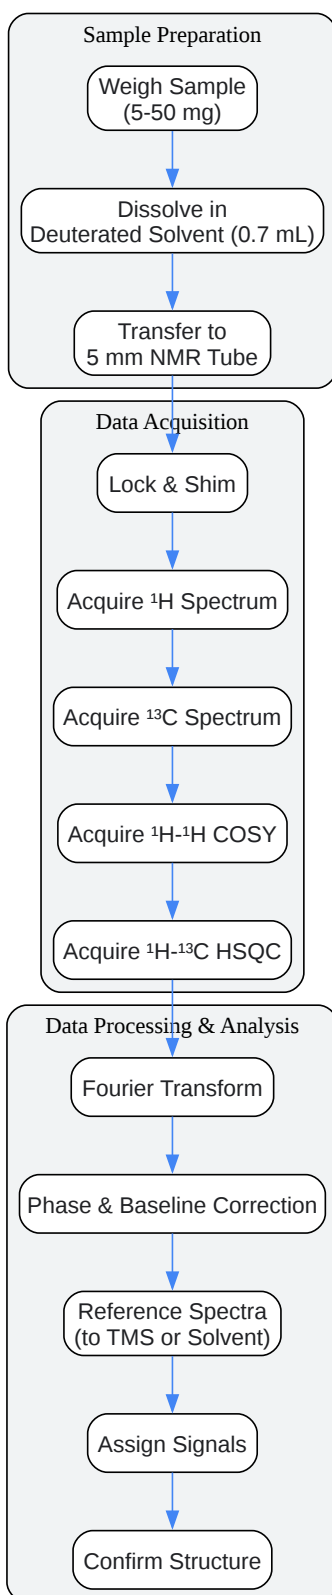 Sample Preparation
Weigh Sample
(5-50 mg)
Dissolve in
Deuterated Solvent (0.7 mL)
Transfer to
5 mm NMR Tube
Data Acquisition
Lock & Shim
Acquire ¹H Spectrum
Acquire ¹³C Spectrum
Acquire ¹H-¹H COSY
Acquire ¹H-¹³C HSQC
Data Processing & Analysis
Fourier Transform
Phase & Baseline Correction
Reference Spectra
(to TMS or Solvent)
Assign Signals
Confirm Structure